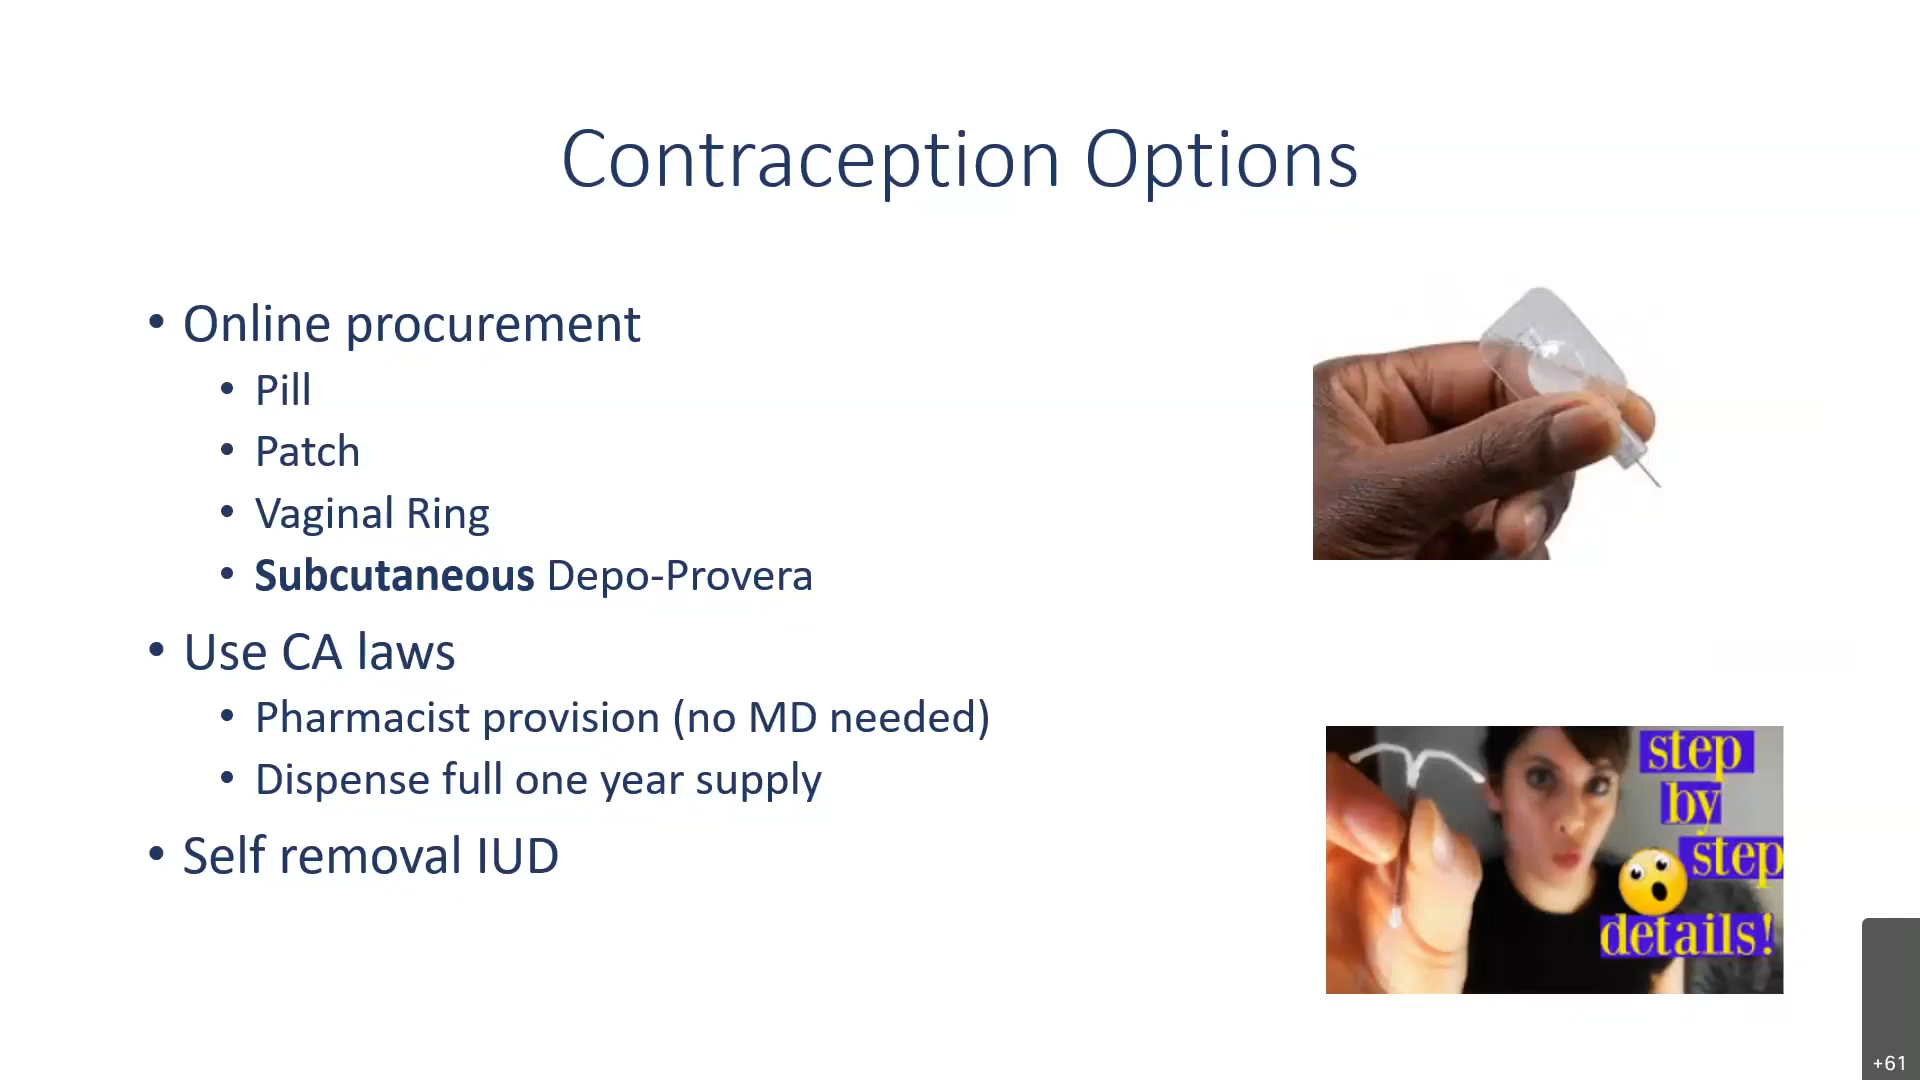 Contraception Options
• Online procurement
• Pill
• Patch
• Vaginal Ring
• Subcutaneous Depo-Provera
• Use CA laws
• Pharmacist provision (no MD needed)
• Dispense full one year supply
• Self removal IUD
step
by
step
details!
+61